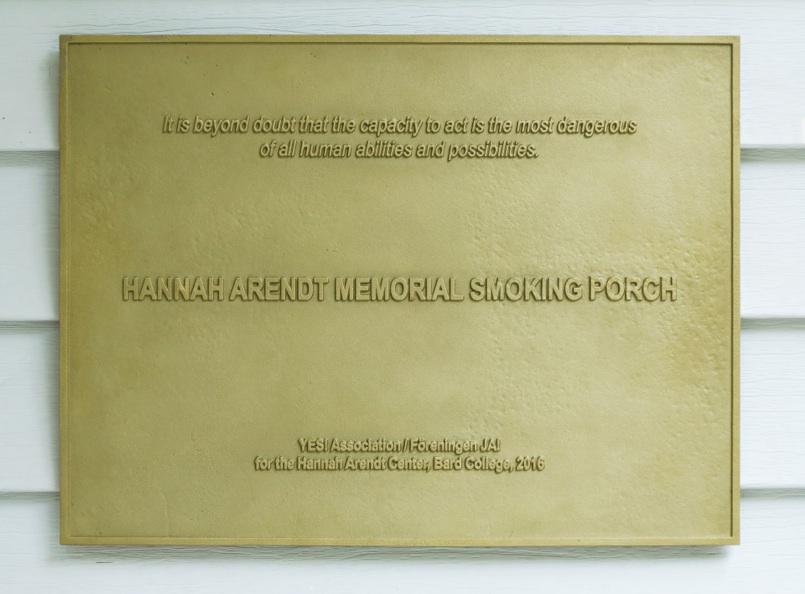 It is beyond doubt that the capacity to act is the most dangerous
of all human abilities and possibilities.
HANNAH ARENDT MEMORIAL SMOKING PORCH
YES! Association / Föreningen JA!
for the Hannah Arendt Center, Bard College, 2016